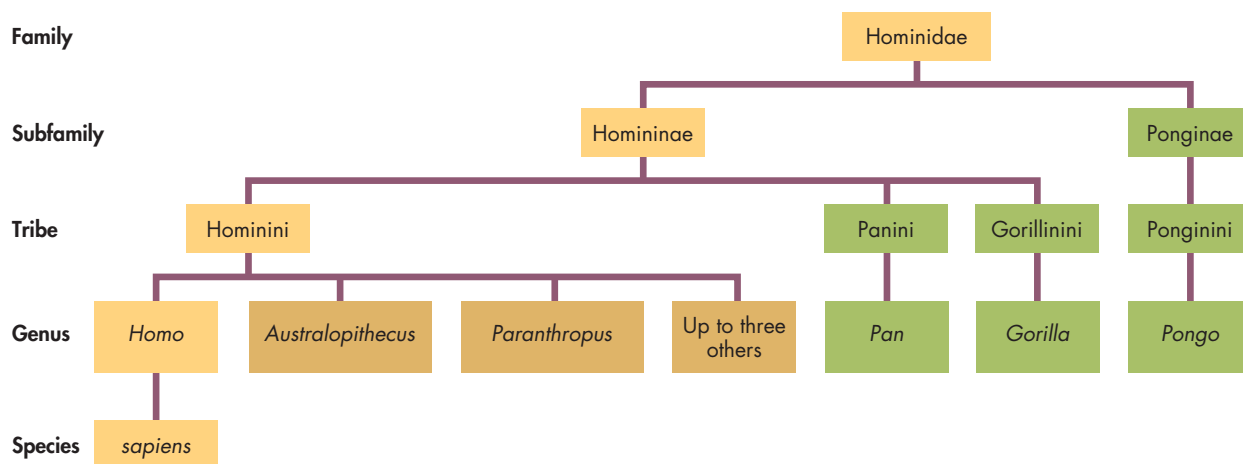 Family
Hominidae
Subfamily
Homininae
Ponginae
Tribe
Hominini
Panini
Gorillinini
Ponginini
Genus
Homo
Australopithecus
Paranthropus
Up to three
others
Pan
Gorilla
Pongo
Species
sapiens